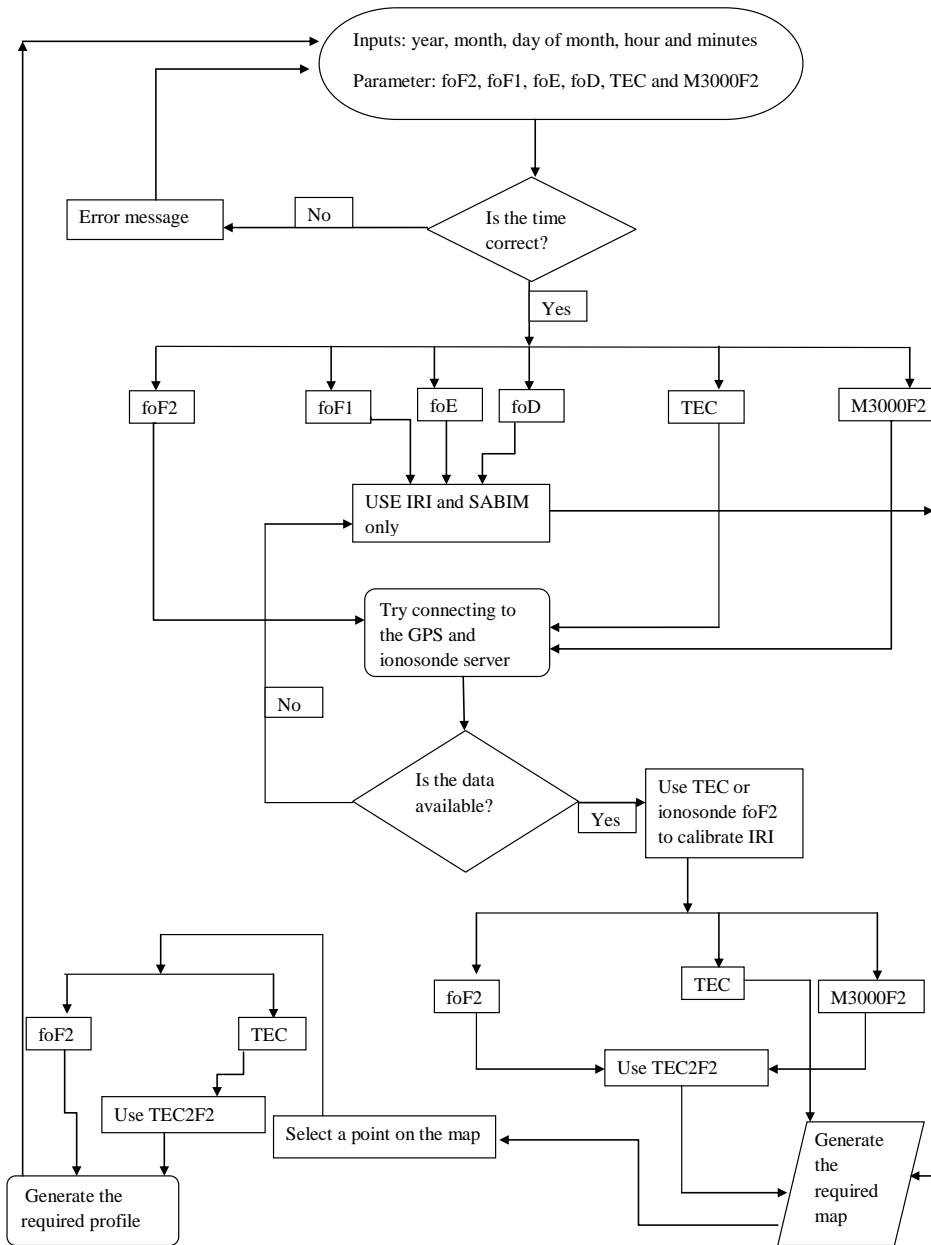 Inputs: year, month, day of month, hour and minutes
Parameter: foF2, foF1, foE, foD, TEC and M3000F2
Error message
No
Is the time
correct?
Yes
foF2
foF1
foE
foD
TEC
M3000F2
USE IRI and SABIM
only
Try connecting to
the GPS and
ionosonde server
No
Is the data
available?
Yes
Use TEC or
ionosonde foF2
to calibrate IRI
foF2
TEC
M3000F2
Use TEC2F2
foF2
TEC
Use TEC2F2
Select a point on the map
Generate
the
required
map
Generate the
required profile